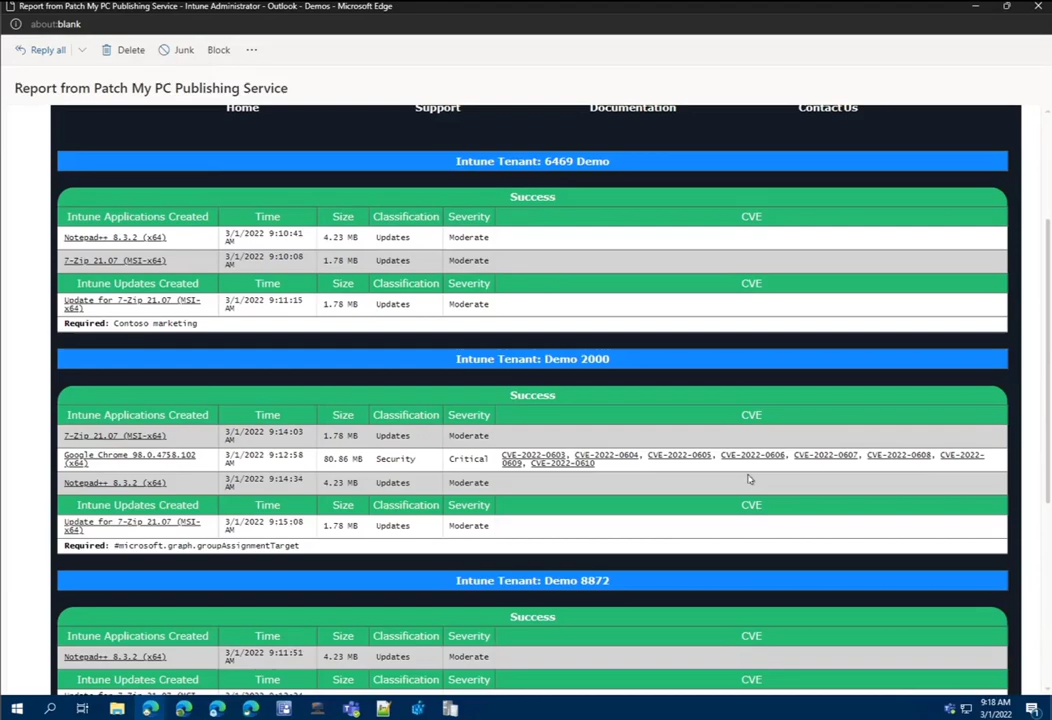 Report from Patch My PC Publishing Service - Intune Administrator - Outlook - Demos - Microsoft Edge
about:blank
Reply all Delete Junk Block ···
Report from Patch My PC Publishing Service
Home Support Documentation Contact Us
Intune Tenant: 6469 Demo
Success
Intune Applications Created Time Size Classification Severity CVE
Notepad++ 8.3.2 (x64) 3/1/2022 9:10:41 AM 4.23 MB Updates Moderate
7-Zip 21.07 (MSI-x64) 3/1/2022 9:10:08 AM 1.78 MB Updates Moderate
Intune Updates Created Time Size Classification Severity CVE
Update for 7-Zip 21.07 (MSI-
x64) 3/1/2022 9:11:15 AM 1.78 MB Updates Moderate
Required: Contoso marketing
Intune Tenant: Demo 2000
Success
Intune Applications Created Time Size Classification Severity CVE
7-Zip 21.07 (MSI-x64) 3/1/2022 9:14:03 AM 1.78 MB Updates Moderate
Google Chrome 98.0.4758.102
(x64) 3/1/2022 9:12:58 AM 80.86 MB Security Critical CVE-2022-0603, CVE-2022-0604, CVE-2022-0605, CVE-2022-0606, CVE-2022-0607, CVE-2022-0608, CVE-2022-
0609, CVE-2022-0610
Notepad++ 8.3.2 (x64) 3/1/2022 9:14:34 AM 4.23 MB Updates Moderate
Intune Updates Created Time Size Classification Severity CVE
Update for 7-Zip 21.07 (MSI-
x64) 3/1/2022 9:15:08 AM 1.78 MB Updates Moderate
Required: #microsoft.graph.groupAssignmentTarget
Intune Tenant: Demo 8872
Success
Intune Applications Created Time Size Classification Severity CVE
Notepad++ 8.3.2 (x64) 3/1/2022 9:11:51 AM 4.23 MB Updates Moderate
Intune Updates Created Time Size Classification Severity CVE
9:18 AM
3/1/2022